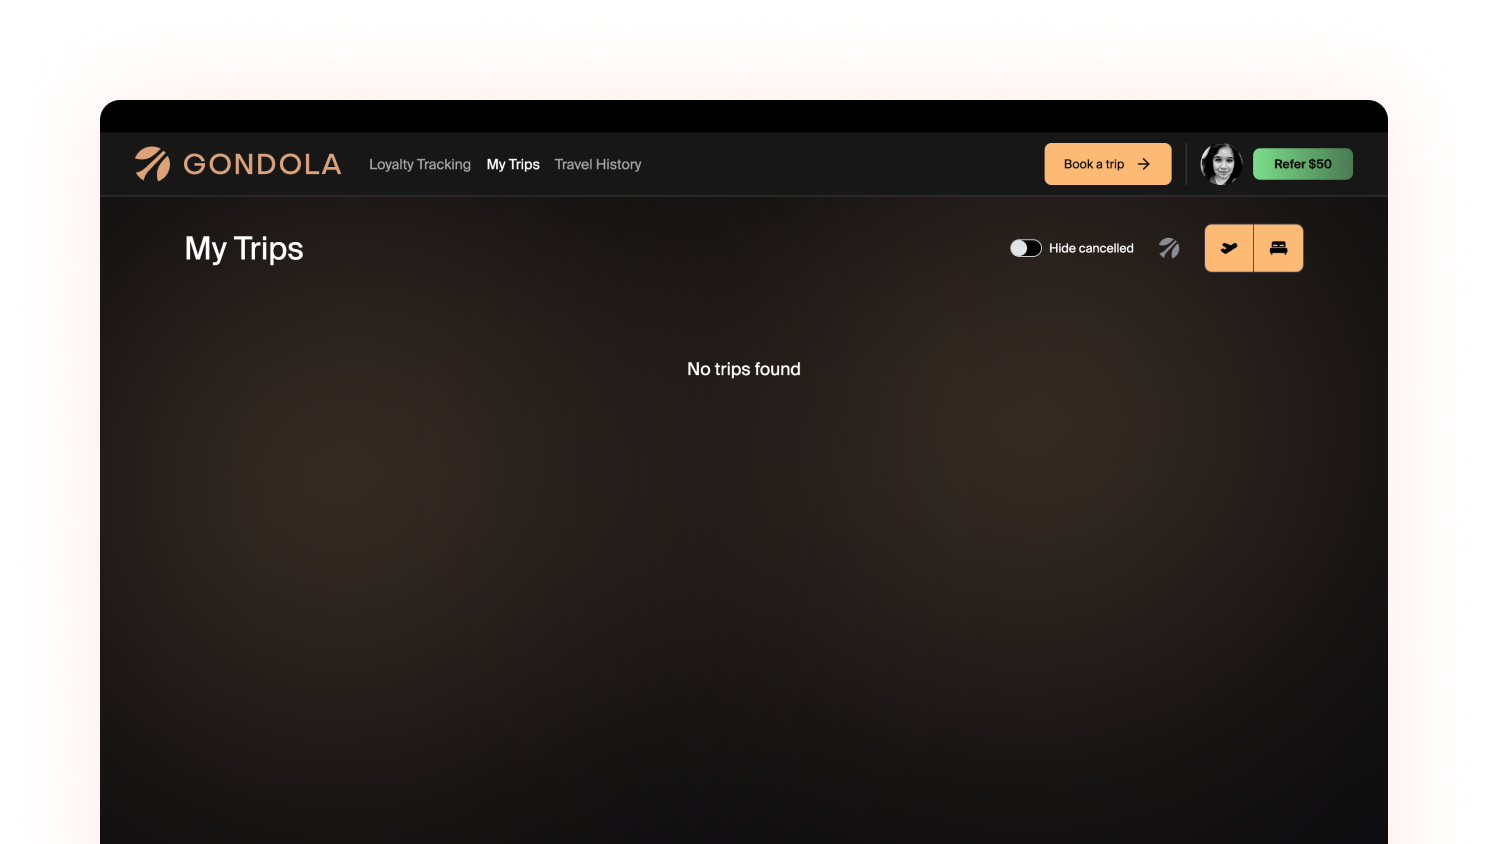 GONDOLA
Loyalty Tracking
My Trips
Travel History
Book a trip
Refer $50
My Trips
Hide cancelled
No trips found